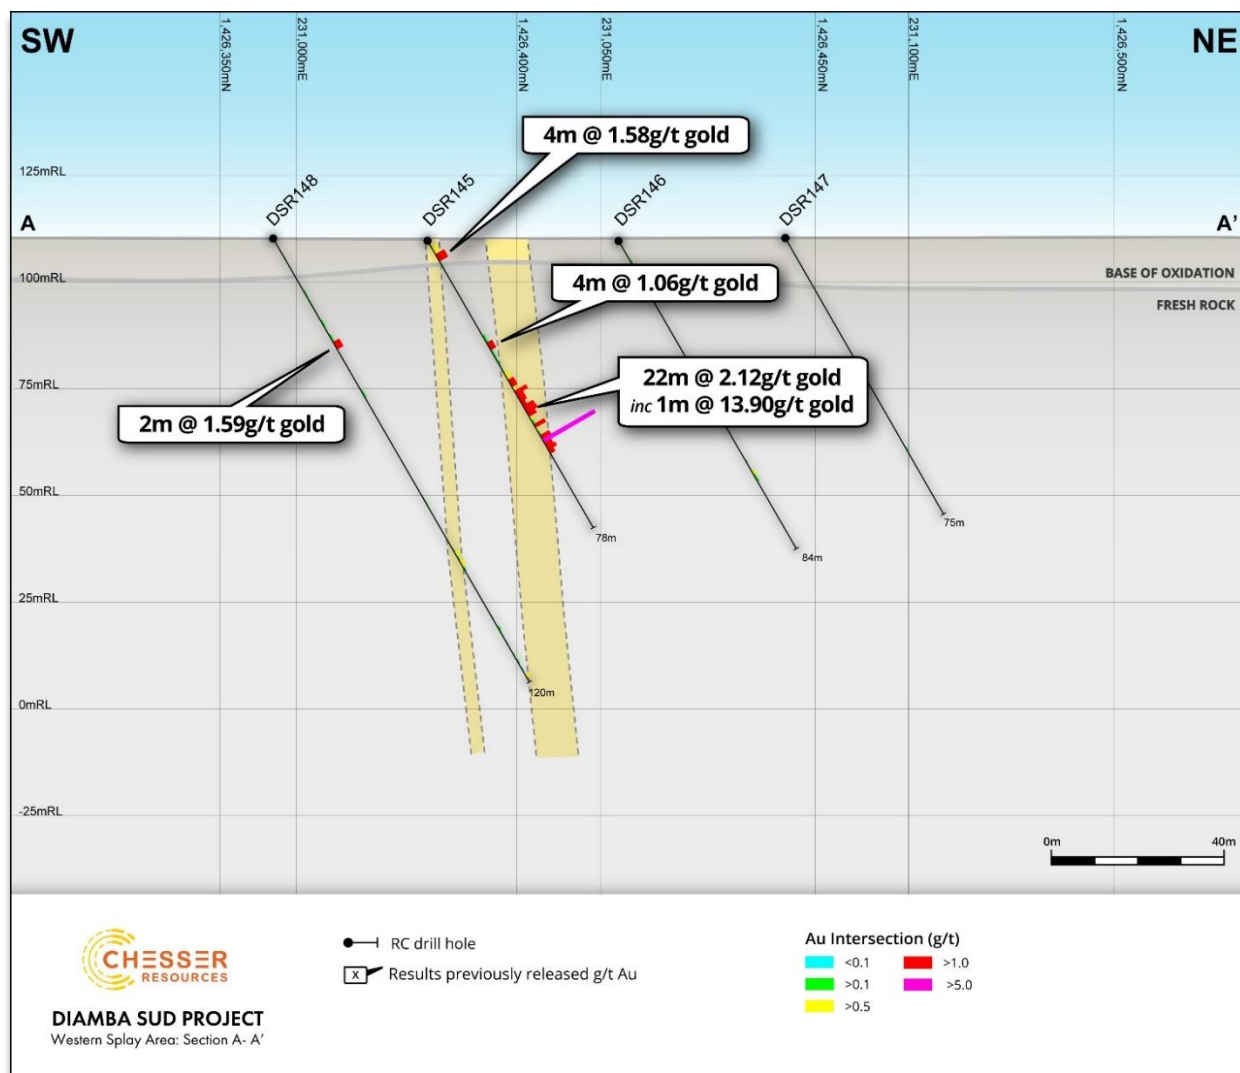 SW
NE
1,426,350mN
231,000mE
1,426,400mN
231,050mE
1,426,450mN
231,100mE
1,426,500mN
4m @ 1.58g/t gold
125mRL
DSR148
DSR145
DSR146
DSR147
A
A’
BASE OF OXIDATION
100mRL
4m @ 1.06g/t gold
FRESH ROCK
75mRL
22m @ 2.12g/t gold
inc 1m @ 13.90g/t gold
2m @ 1.59g/t gold
50mRL
78m
84m
75m
25mRL
120m
0mRL
-25mRL
0m
40m
CHESSER
RESOURCES
DIAMBA SUD PROJECT
Western Splay Area: Section A- A’
RC drill hole
X
Results previously released g/t Au
Au Intersection (g/t)
<0.1
>1.0
>0.1
>5.0
>0.5